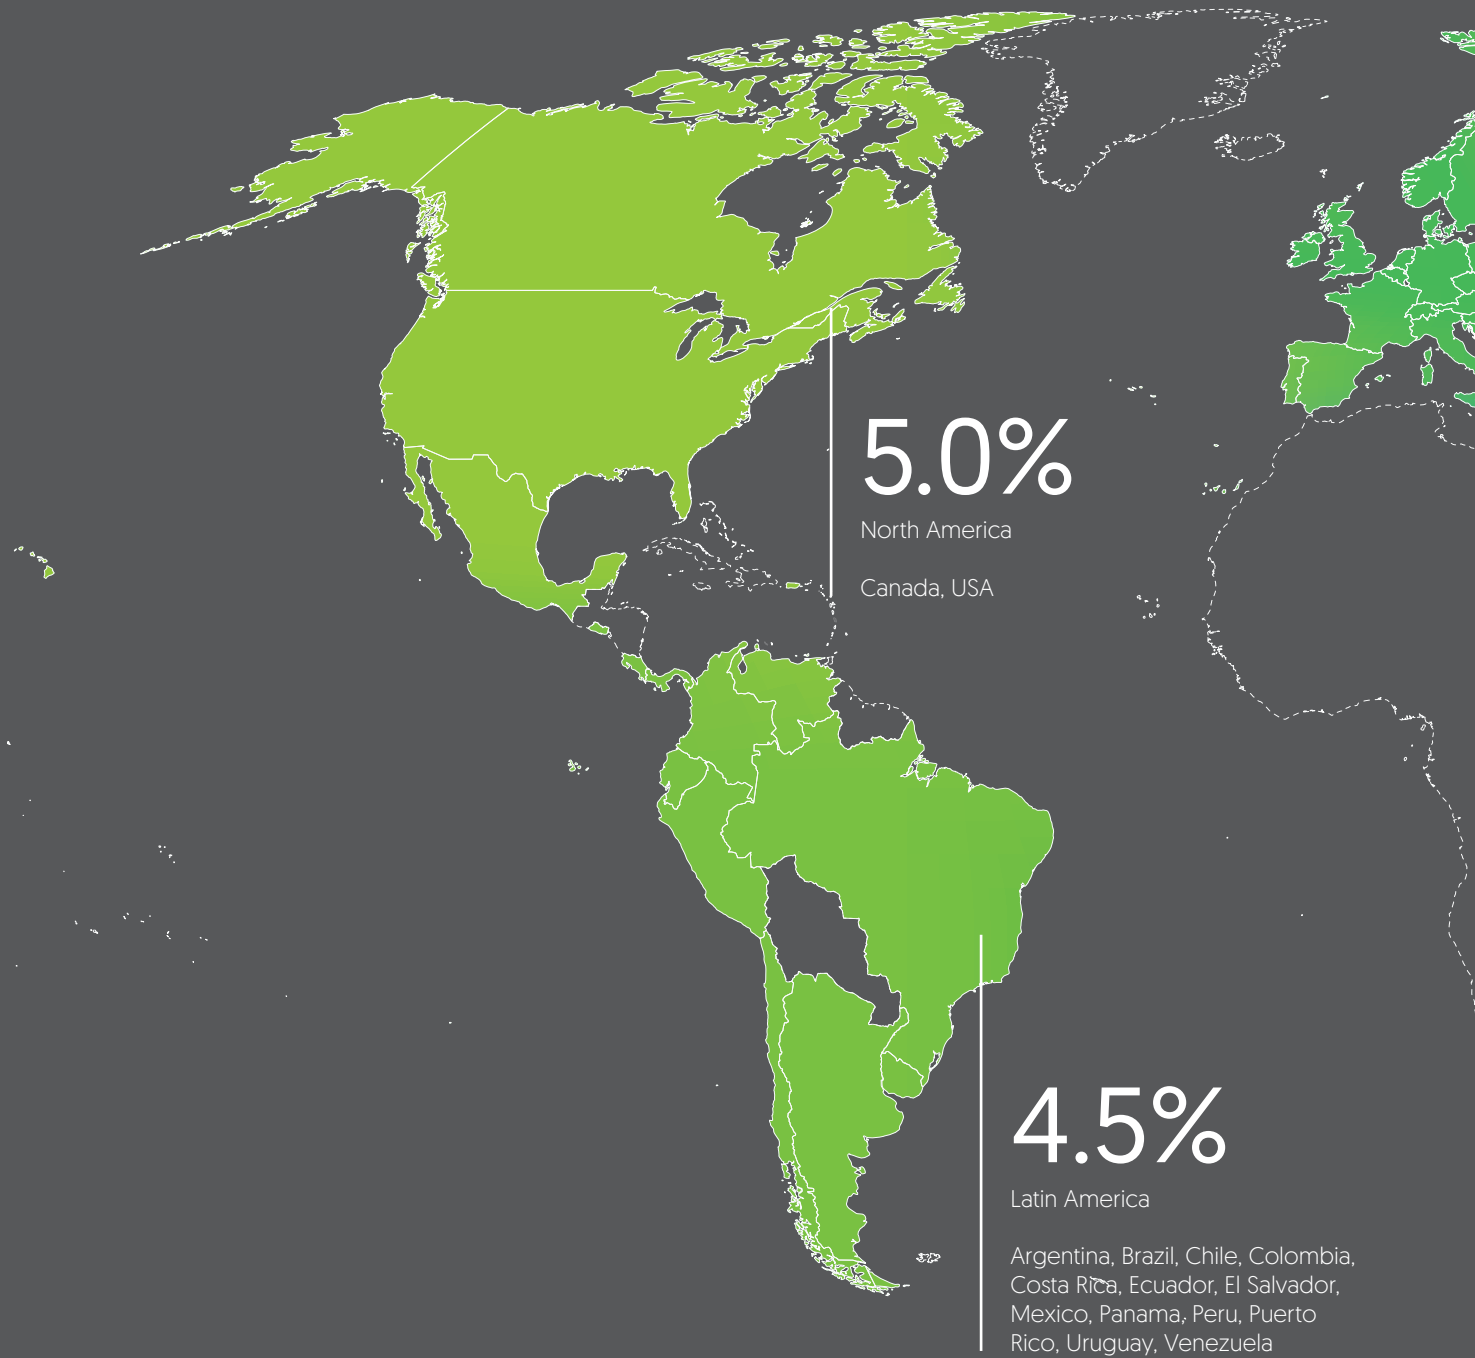 5.0%
North America
Canada, USA
4.5%
Latin America
Argentina, Brazil, Chile, Colombia,
Costa Rica, Ecuador, El Salvador,
Mexico, Panama, Peru, Puerto
Rico, Uruguay, Venezuela